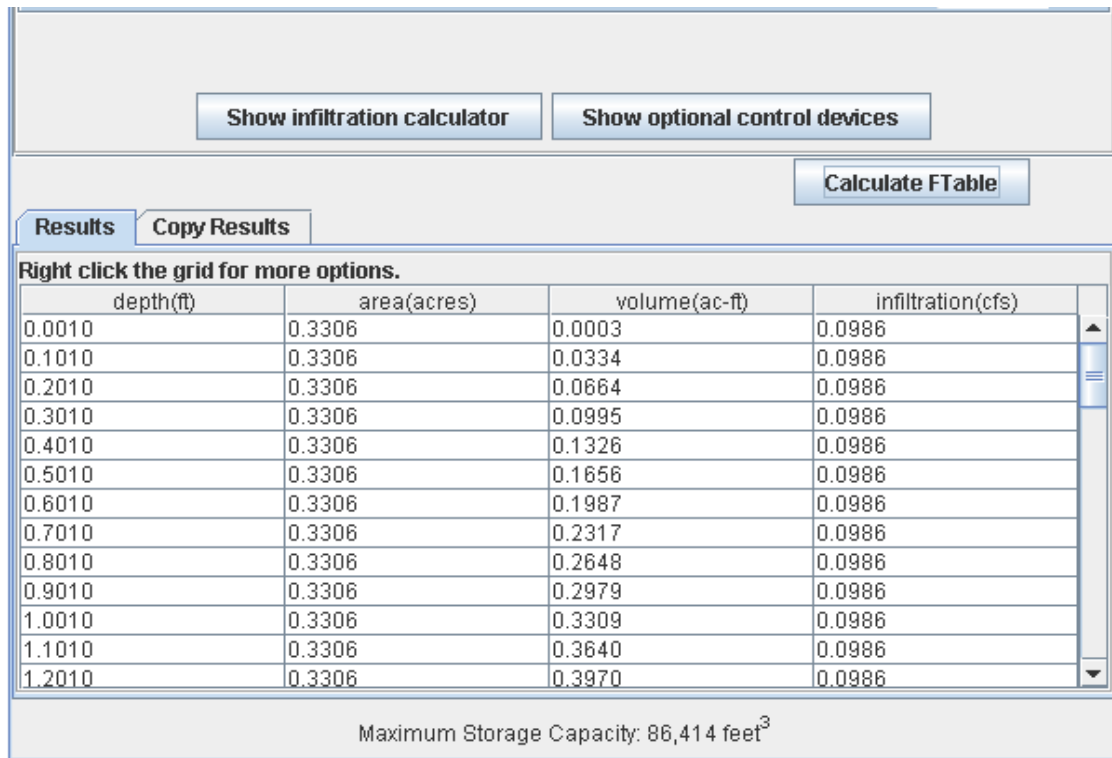 Show infiltration calculator Show optional control devices
Calculate FTable
Results Copy Results
Right click the grid for more options.
depth(ft) area(acres) volume(ac-ft) infiltration(cfs)
0.0010 0.3306 0.0003 0.0986
0.1010 0.3306 0.0334 0.0986
0.2010 0.3306 0.0664 0.0986
0.3010 0.3306 0.0995 0.0986
0.4010 0.3306 0.1326 0.0986
0.5010 0.3306 0.1656 0.0986
0.6010 0.3306 0.1987 0.0986
0.7010 0.3306 0.2317 0.0986
0.8010 0.3306 0.2648 0.0986
0.9010 0.3306 0.2979 0.0986
1.0010 0.3306 0.3309 0.0986
1.1010 0.3306 0.3640 0.0986
1.2010 0.3306 0.3970 0.0986
Maximum Storage Capacity: 86,414 feet³